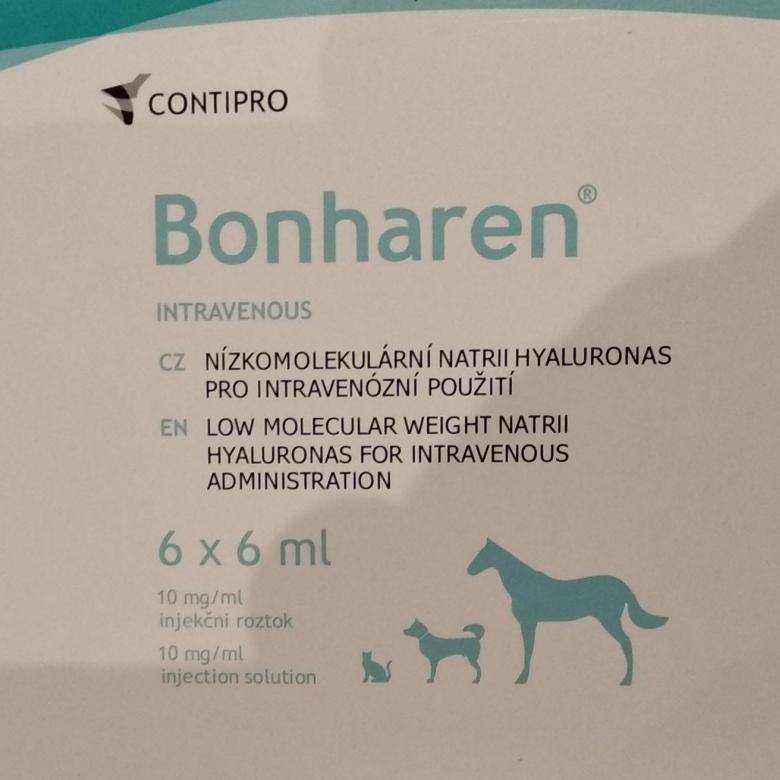 CONTIPRO
Bonharen®
INTRAVENOUS
CZ NÍZKOMOLEKULÁRNÍ NATRII HYALURONAS
PRO INTRAVENÓZNÍ POUŽITÍ
EN LOW MOLECULAR WEIGHT NATRII
HYALURONAS FOR INTRAVENOUS
ADMINISTRATION
6 x 6 ml
10 mg/ml
injekční roztok
10 mg/ml
injection solution